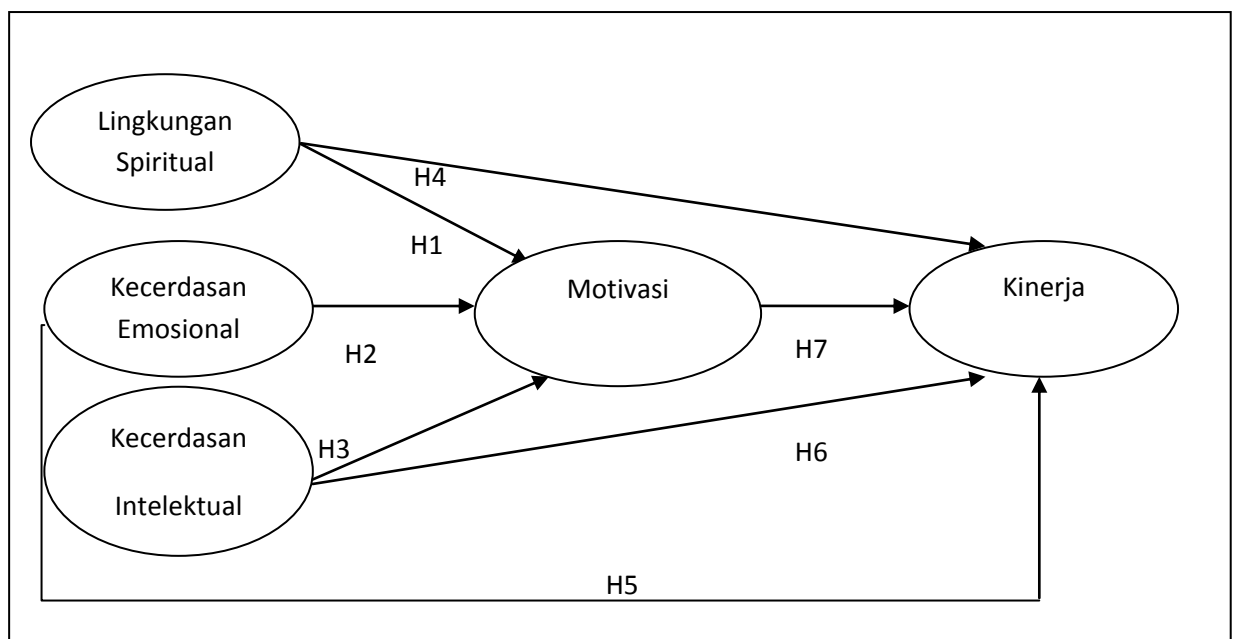 Lingkungan
Spiritual
H4
H1
Kecerdasan
Emosional
Motivasi
Kinerja
H2
H7
Kecerdasan
Intelektual
H3
H6
H5